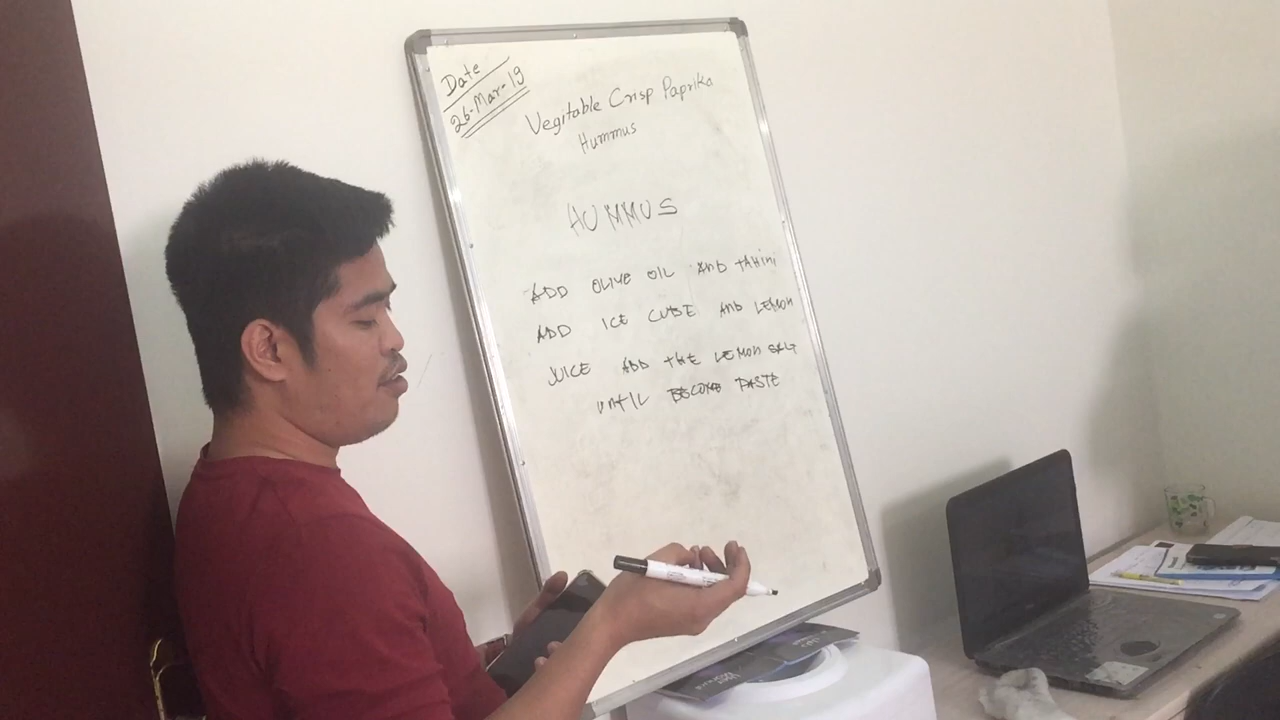 Date
26-Mar-19
Vegitable Crisp Paprika
Hummus
HUMMUS
ADD OLIVE OIL AND TAHINI
ADD ICE CUBE AND LEMON
JUICE ADD THE LEMON SALT
UNTIL BECOME PASTE